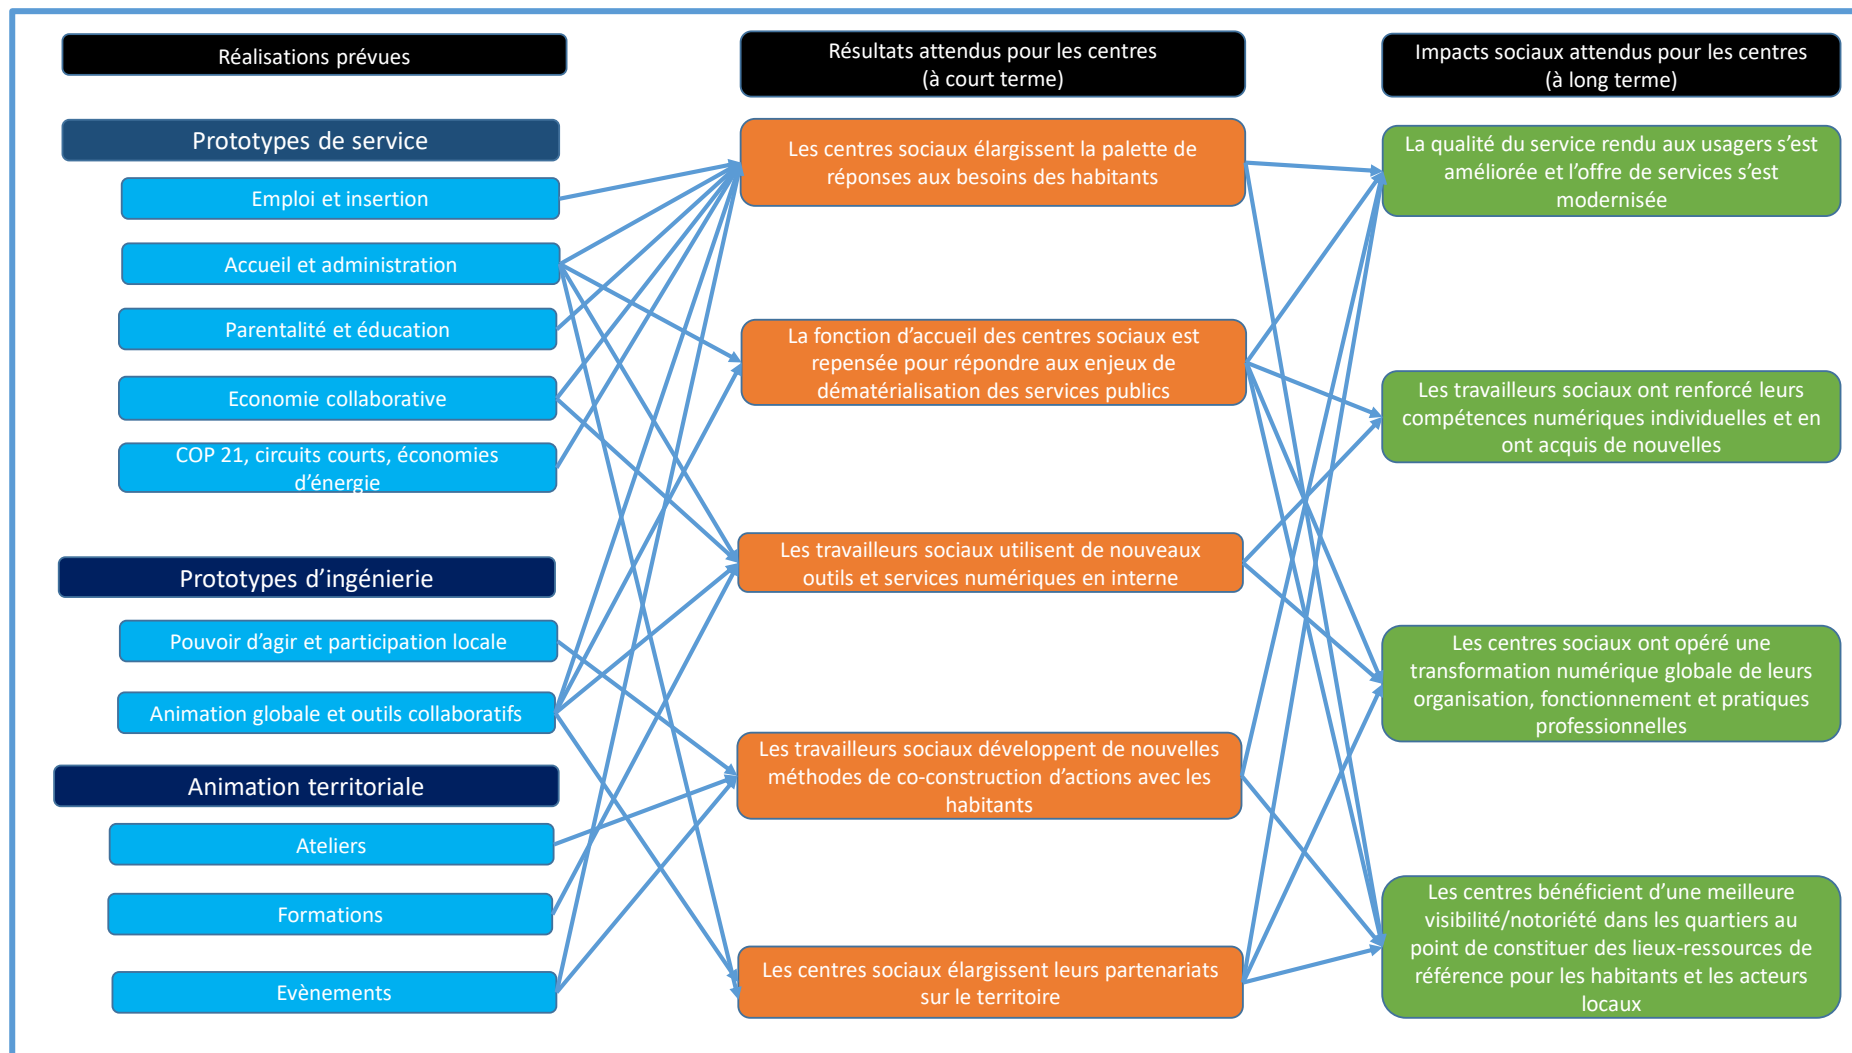 Réalisations prévues
Prototypes de service
Emploi et insertion
Accueil et administration
Parentalité et éducation
Economie collaborative
COP 21, circuits courts, économies
d’énergie
Prototypes d’ingénierie
Pouvoir d’agir et participation locale
Animation globale et outils collaboratifs
Animation territoriale
Ateliers
Formations
Evènements
Résultats attendus pour les centres
(à court terme)
Les centres sociaux élargissent la palette de
réponses aux besoins des habitants
La fonction d’accueil des centres sociaux est
repensée pour répondre aux enjeux de
dématérialisation des services publics
Les travailleurs sociaux utilisent de nouveaux
outils et services numériques en interne
Les travailleurs sociaux développent de nouvelles
méthodes de co-construction d’actions avec les
habitants
Les centres sociaux élargissent leurs partenariats
sur le territoire
Impacts sociaux attendus pour les centres
(à long terme)
La qualité du service rendu aux usagers s’est
améliorée et l’offre de services s’est
modernisée
Les travailleurs sociaux ont renforcé leurs
compétences numériques individuelles et en
ont acquis de nouvelles
Les centres sociaux ont opéré une
transformation numérique globale de leurs
organisation, fonctionnement et pratiques
professionnelles
Les centres bénéficient d’une meilleure
visibilité/notoriété dans les quartiers au
point de constituer des lieux-ressources de
référence pour les habitants et les acteurs
locaux